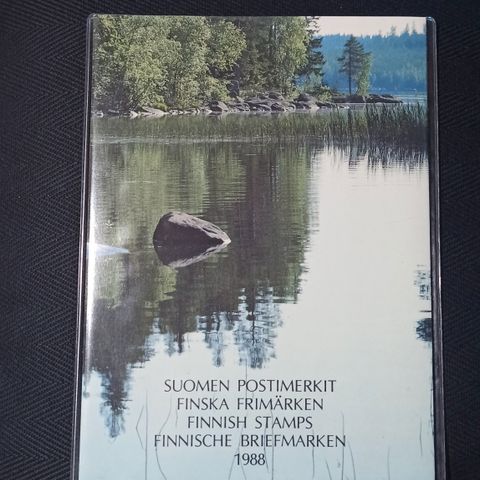 SUOMEN POSTIMERKIT
FINSKA FRIMÄRKEN
FINNISH STAMPS
FINNISCHE BRIEFMARKEN
1988